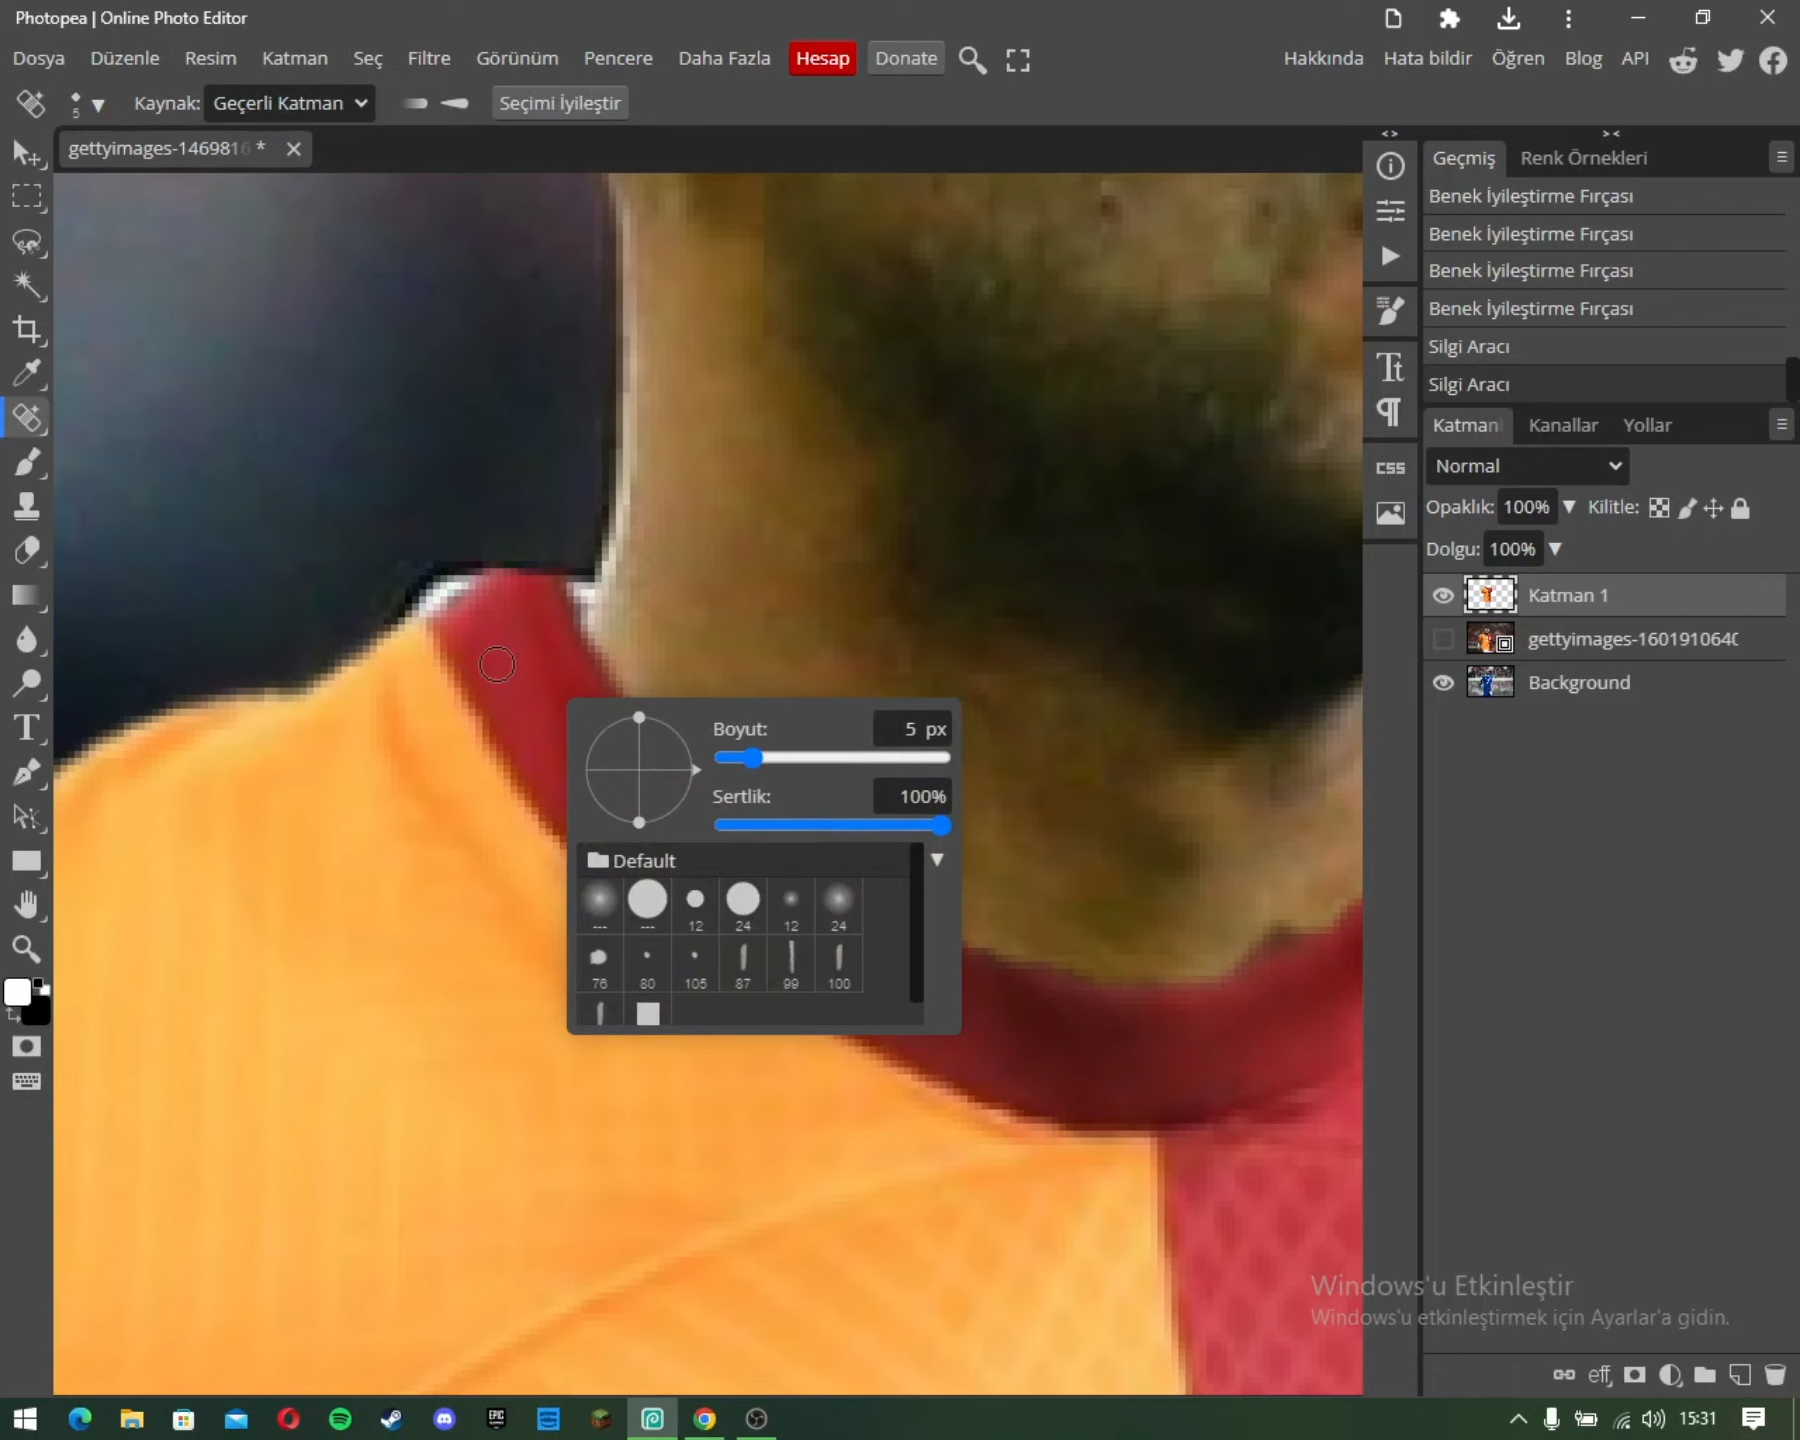 Photopea | Online Photo Editor
Dosya Düzenle Resim Katman Seç Filtre Görünüm Pencere Daha Fazla Hesap Donate Hakkında Hata bildir Öğren Blog API
5 Kaynak: Geçerli Katman Seçimi İyileştir
gettyimages-1469816 *
< > > <
Geçmiş Renk Örnekleri
Benek İyileştirme Fırçası
Benek İyileştirme Fırçası
Benek İyileştirme Fırçası
Benek İyileştirme Fırçası
Silgi Aracı
Silgi Aracı
Katman Kanallar Yollar
CSS
Normal
Opaklık: 100% Kilitle:
Dolgu: 100%
Katman 1
gettyimages-160191064
Background
Boyut: 5 px
Sertlik: 100%
Default
--- --- 12 24 12 24
76 80 105 87 99 100
Windows'u Etkinleştir
Windows'u etkinleştirmek için Ayarlar'a gidin.
eff
EPIC
15:31